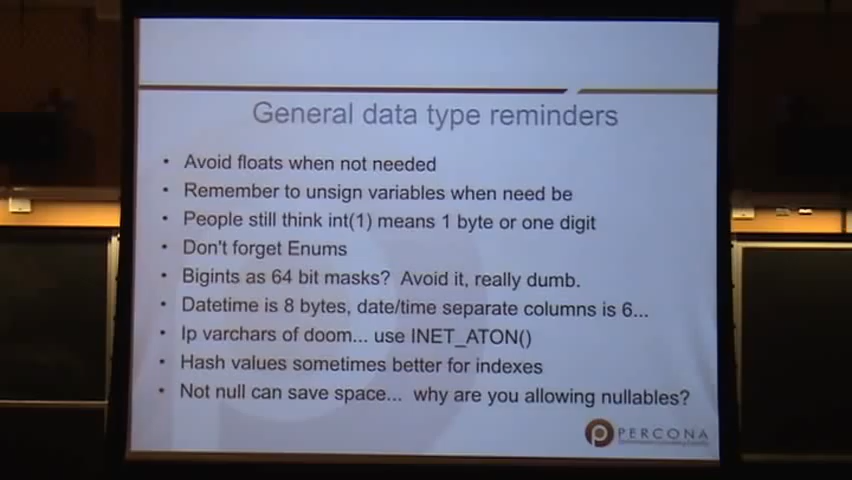 General data type reminders
• Avoid floats when not needed
• Remember to unsign variables when need be
• People still think int(1) means 1 byte or one digit
• Don't forget Enums
• Bigints as 64 bit masks? Avoid it, really dumb.
• Datetime is 8 bytes, date/time separate columns is 6...
• Ip varchars of doom... use INET_ATON()
• Hash values sometimes better for indexes
• Not null can save space... why are you allowing nullables?
PERCONA